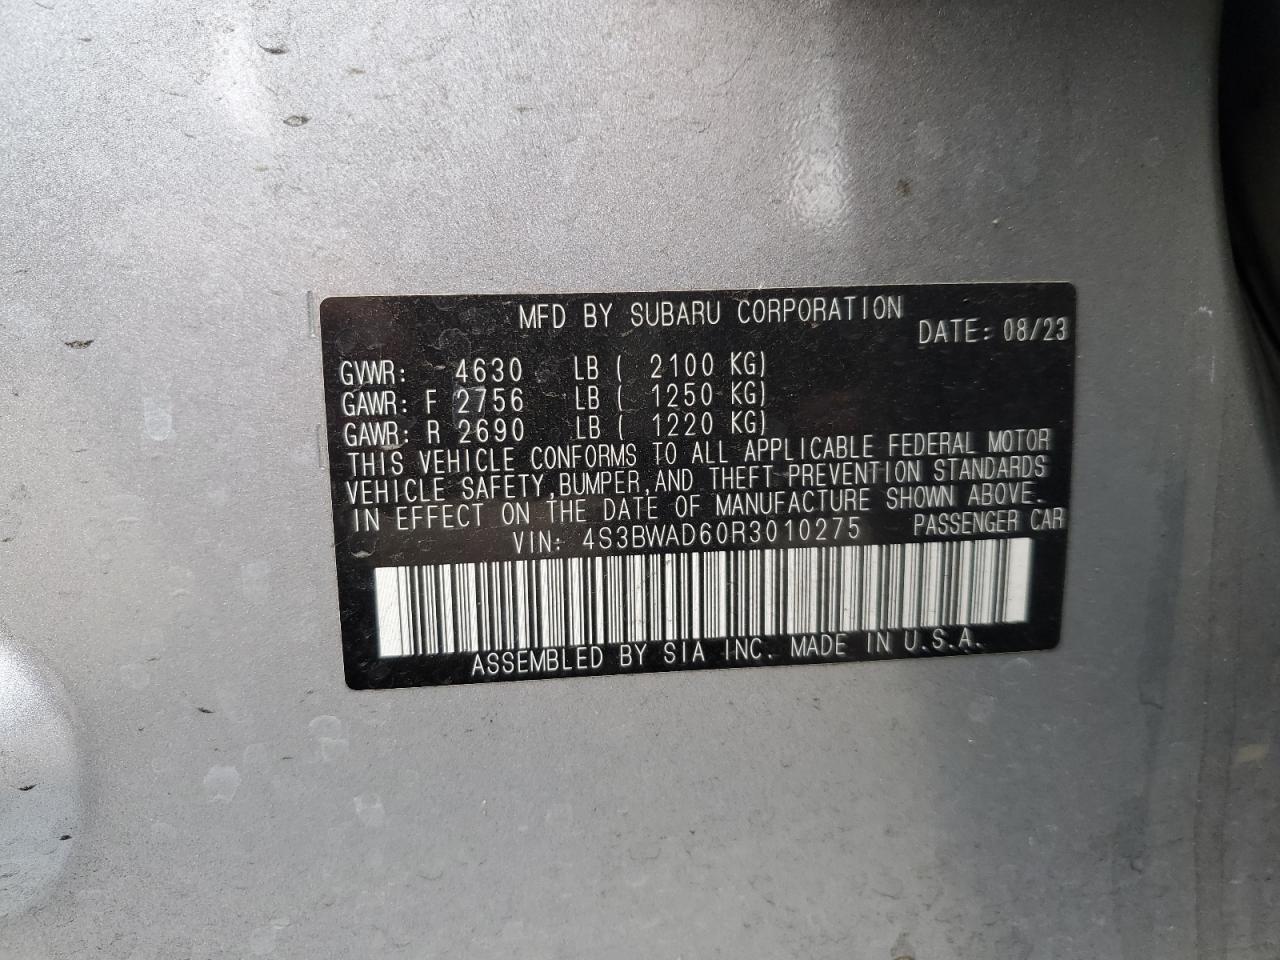 MFD BY SUBARU CORPORATION
DATE: 08/23
GVWR: 4630 LB ( 2100 KG)
GAWR: F 2756 LB ( 1250 KG)
GAWR: R 2690 LB ( 1220 KG)
THIS VEHICLE CONFORMS TO ALL APPLICABLE FEDERAL MOTOR
VEHICLE SAFETY, BUMPER, AND THEFT PREVENTION STANDARDS
IN EFFECT ON THE DATE OF MANUFACTURE SHOWN ABOVE.
VIN: 4S3BWAD60R3010275 PASSENGER CAR
ASSEMBLED BY SIA INC. MADE IN U.S.A.